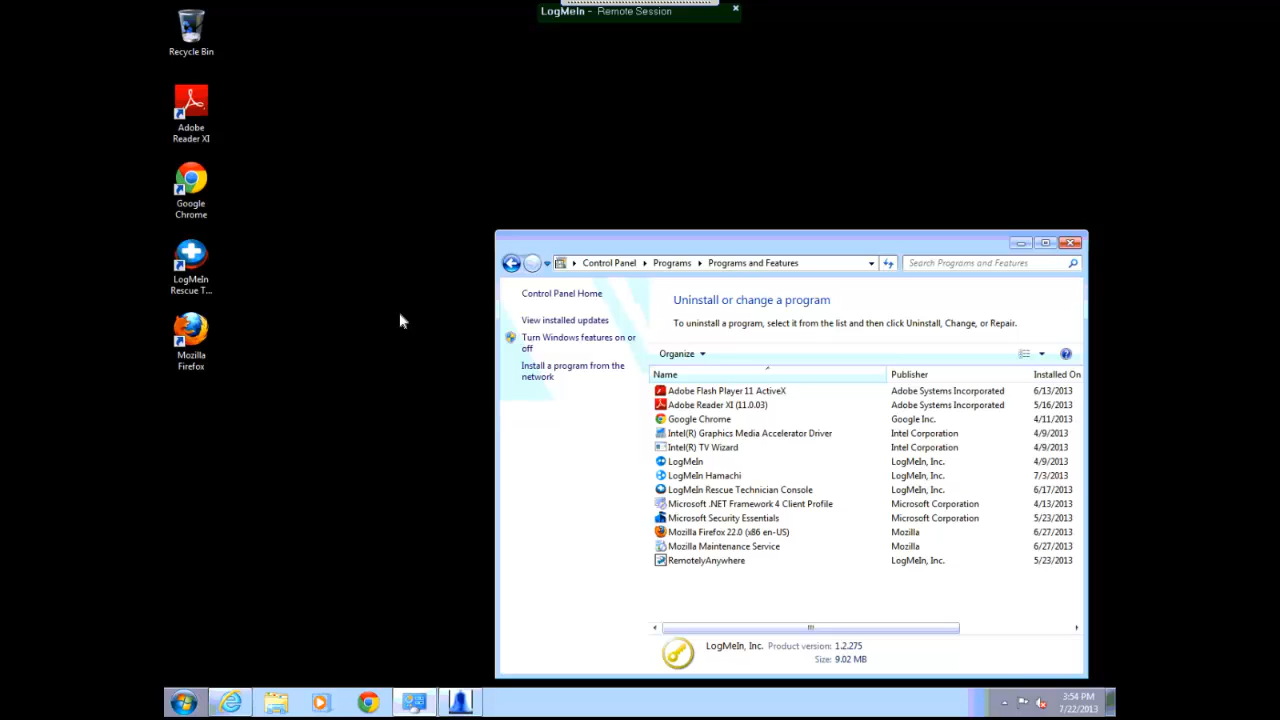 LogMeIn - Remote Session
Recycle Bin
Adobe
Reader XI
Google
Chrome
LogMeIn
Rescue T...
Mozilla
Firefox
Control Panel
Programs
Programs and Features
Search Programs and Features
Control Panel Home
View installed updates
Turn Windows features on or
off
Install a program from the
network
Uninstall or change a program
To uninstall a program, select it from the list and then click Uninstall, Change, or Repair.
Organize
Name Publisher Installed On
Adobe Flash Player 11 ActiveX Adobe Systems Incorporated 6/13/2013
Adobe Reader XI (11.0.03) Adobe Systems Incorporated 5/16/2013
Google Chrome Google Inc. 4/11/2013
Intel(R) Graphics Media Accelerator Driver Intel Corporation 4/9/2013
Intel(R) TV Wizard Intel Corporation 4/9/2013
LogMeIn LogMeIn, Inc. 4/9/2013
LogMeIn Hamachi LogMeIn, Inc. 7/3/2013
LogMeIn Rescue Technician Console LogMeIn, Inc. 6/17/2013
Microsoft .NET Framework 4 Client Profile Microsoft Corporation 4/13/2013
Microsoft Security Essentials Microsoft Corporation 5/23/2013
Mozilla Firefox 22.0 (x86 en-US) Mozilla 6/27/2013
Mozilla Maintenance Service Mozilla 6/27/2013
RemotelyAnywhere LogMeIn, Inc. 5/23/2013
LogMeIn, Inc. Product version: 1.2.275
Size: 9.02 MB
3:54 PM
7/22/2013